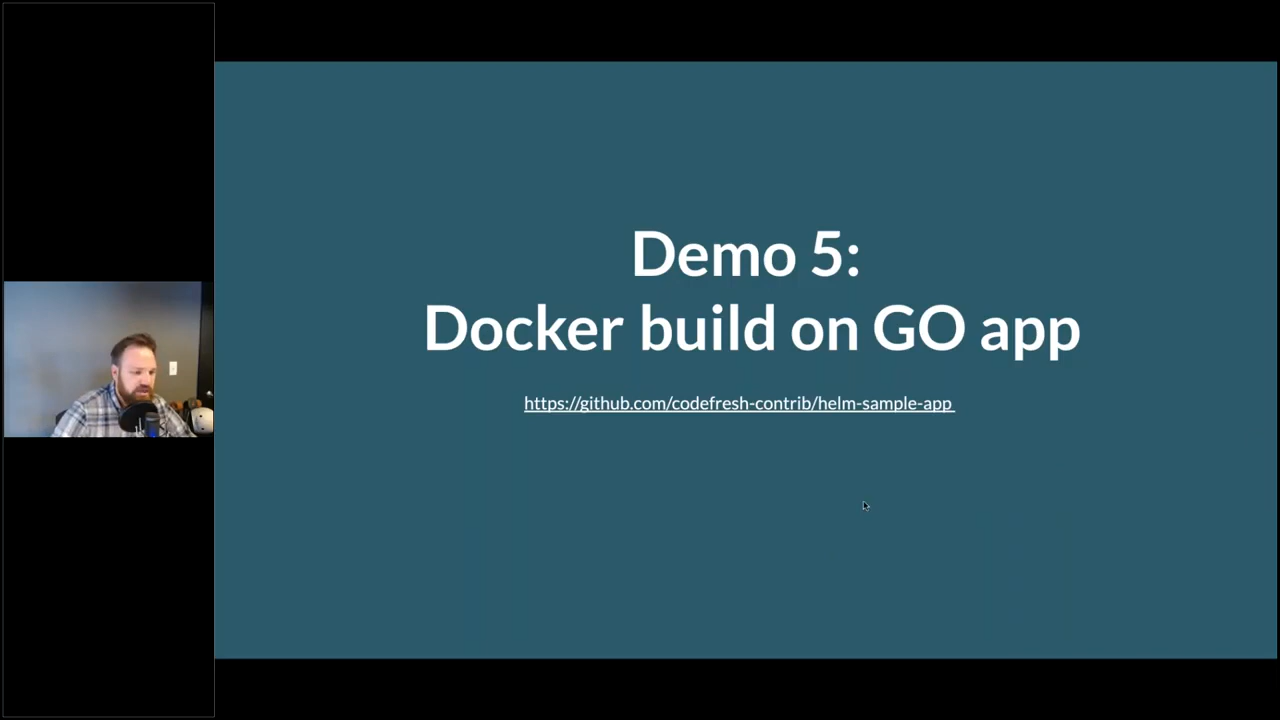 Demo 5:
Docker build on GO app
https://github.com/codefresh-contrib/helm-sample-app